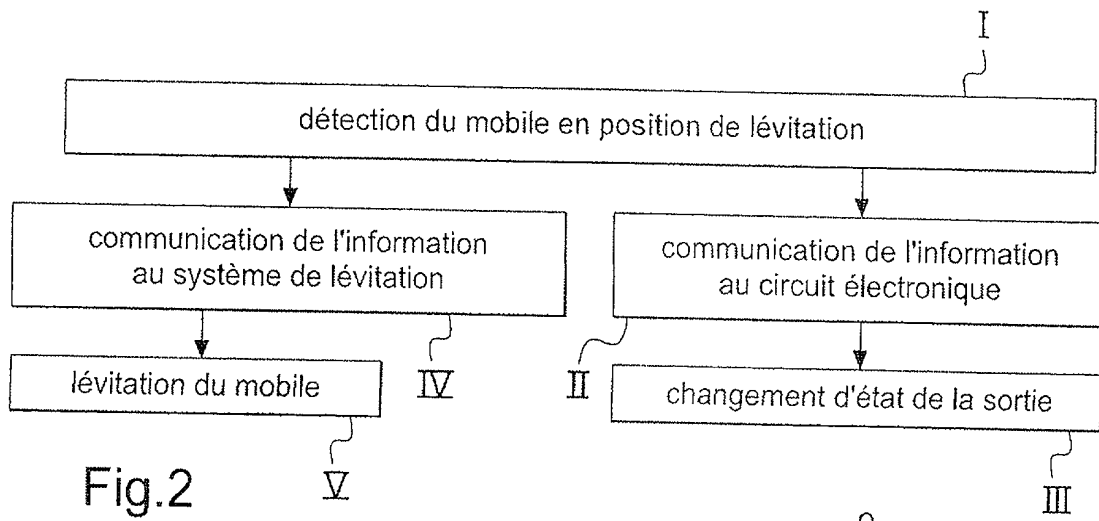 I
détection du mobile en position de lévitation
communication de l'information
au système de lévitation
communication de l'information
au circuit électronique
lévitation du mobile
IV
II
changement d'état de la sortie
Fig.2
V
III